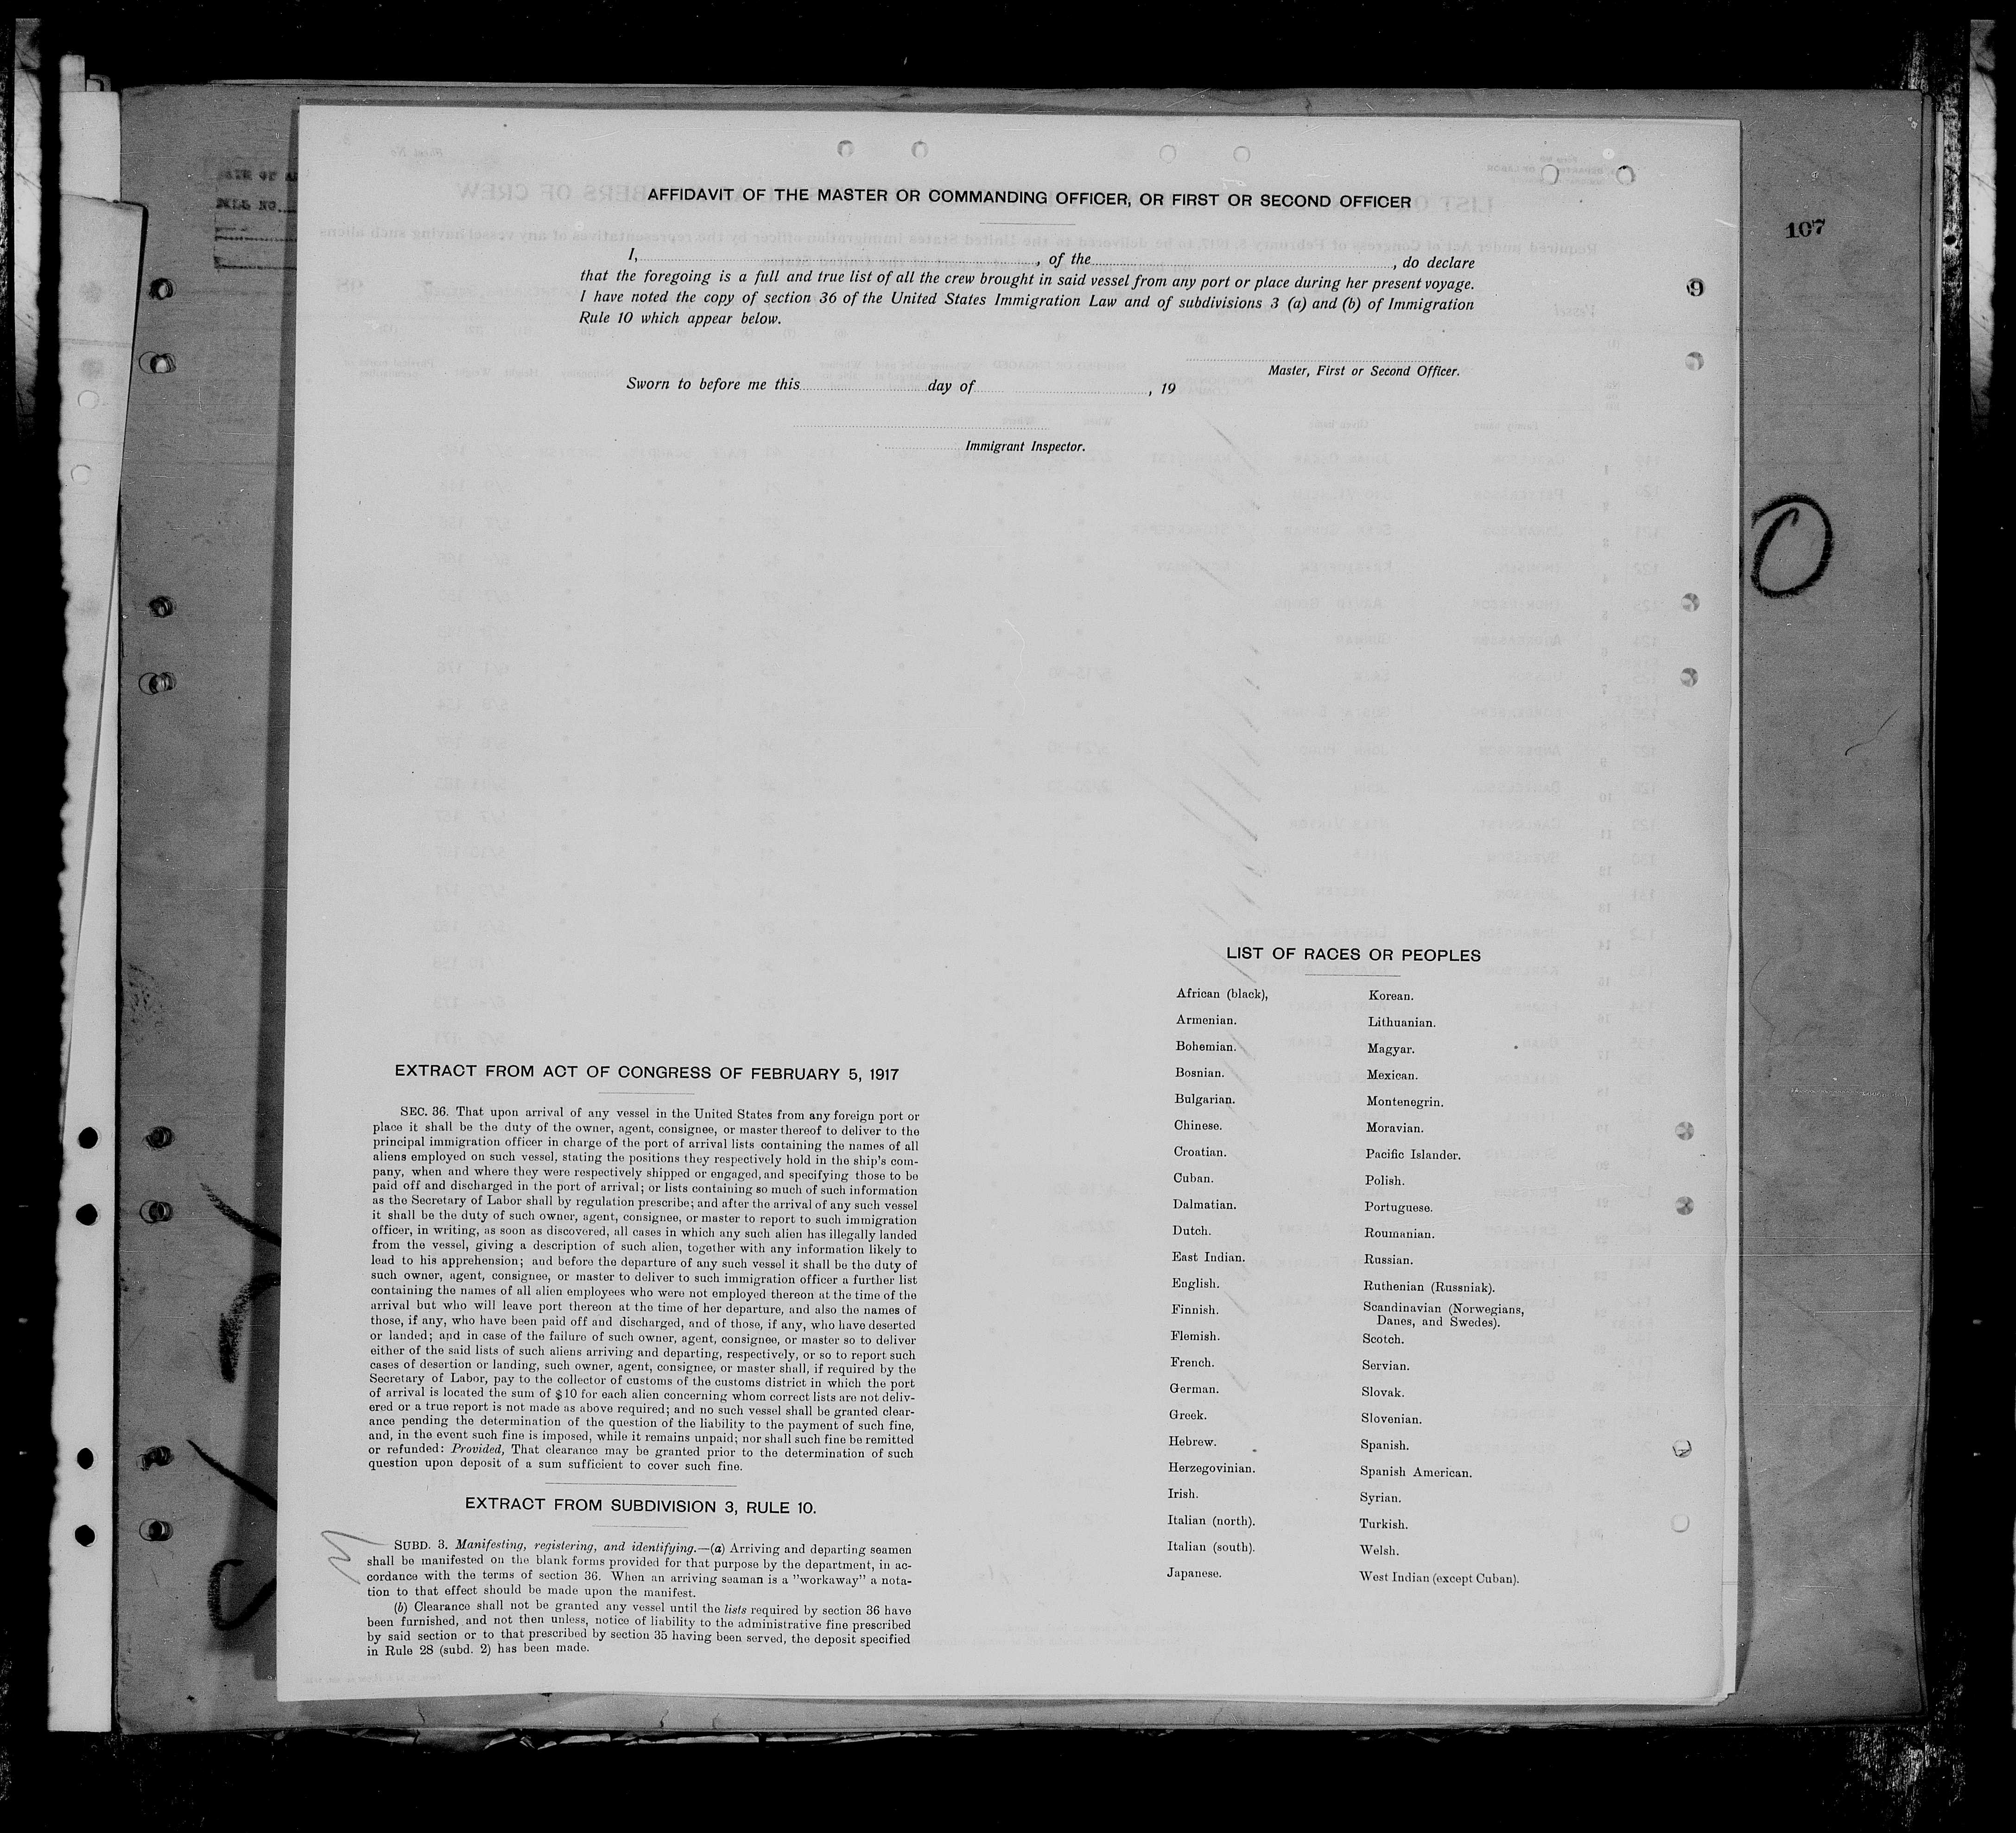 107
9
AFFIDAVIT OF THE MASTER OR COMMANDING OFFICER, OR FIRST OR SECOND OFFICER
I, , of the , do declare
that the foregoing is a full and true list of all the crew brought in said vessel from any port or place during her present voyage.
I have noted the copy of section 36 of the United States Immigration Law and of subdivisions 3 (a) and (b) of Immigration
Rule 10 which appear below.
Master, First or Second Officer.
Sworn to before me this day of , 19
Immigrant Inspector.
EXTRACT FROM ACT OF CONGRESS OF FEBRUARY 5, 1917
SEC. 36. That upon arrival of any vessel in the United States from any foreign port or
place it shall be the duty of the owner, agent, consignee, or master thereof to deliver to the
principal immigration officer in charge of the port of arrival lists containing the names of all
aliens employed on such vessel, stating the positions they respectively hold in the ship's com-
pany, when and where they were respectively shipped or engaged, and specifying those to be
paid off and discharged in the port of arrival; or lists containing so much of such information
as the Secretary of Labor shall by regulation prescribe; and after the arrival of any such vessel
it shall be the duty of such owner, agent, consignee, or master to report to such immigration
officer, in writing, as soon as discovered, all cases in which any such alien has illegally landed
from the vessel, giving a description of such alien, together with any information likely to
lead to his apprehension; and before the departure of any such vessel it shall be the duty of
such owner, agent, consignee, or master to deliver to such immigration officer a further list
containing the names of all alien employees who were not employed thereon at the time of the
arrival but who will leave port thereon at the time of her departure, and also the names of
those, if any, who have been paid off and discharged, and of those, if any, who have deserted
or landed; and in case of the failure of such owner, agent, consignee, or master so to deliver
either of the said lists of such aliens arriving and departing, respectively, or so to report such
cases of desertion or landing, such owner, agent, consignee, or master shall, if required by the
Secretary of Labor, pay to the collector of customs of the customs district in which the port
of arrival is located the sum of $10 for each alien concerning whom correct lists are not deliv-
ered or a true report is not made as above required; and no such vessel shall be granted clear-
ance pending the determination of the question of the liability to the payment of such fine,
and, in the event such fine is imposed, while it remains unpaid; nor shall such fine be remitted
or refunded: Provided, That clearance may be granted prior to the determination of such
question upon deposit of a sum sufficient to cover such fine.
EXTRACT FROM SUBDIVISION 3, RULE 10.
SUBD. 3. Manifesting, registering, and identifying.—(a) Arriving and departing seamen
shall be manifested on the blank forms provided for that purpose by the department, in ac-
cordance with the terms of section 36. When an arriving seaman is a "workaway" a nota-
tion to that effect should be made upon the manifest.
(b) Clearance shall not be granted any vessel until the lists required by section 36 have
been furnished, and not then unless, notice of liability to the administrative fine prescribed
by said section or to that prescribed by section 35 having been served, the deposit specified
in Rule 28 (subd. 2) has been made.
LIST OF RACES OR PEOPLES
African (black),
Armenian.
Bohemian.
Bosnian.
Bulgarian.
Chinese.
Croatian.
Cuban.
Dalmatian.
Dutch.
East Indian.
English.
Finnish.
Flemish.
French.
German.
Greek.
Hebrew.
Herzegovinian.
Irish.
Italian (north).
Italian (south).
Japanese.
Korean.
Lithuanian.
Magyar.
Mexican.
Montenegrin.
Moravian.
Pacific Islander.
Polish.
Portuguese.
Roumanian.
Russian.
Ruthenian (Russniak).
Scandinavian (Norwegians,
Danes, and Swedes).
Scotch.
Servian.
Slovak.
Slovenian.
Spanish.
Spanish American.
Syrian.
Turkish.
Welsh.
West Indian (except Cuban).